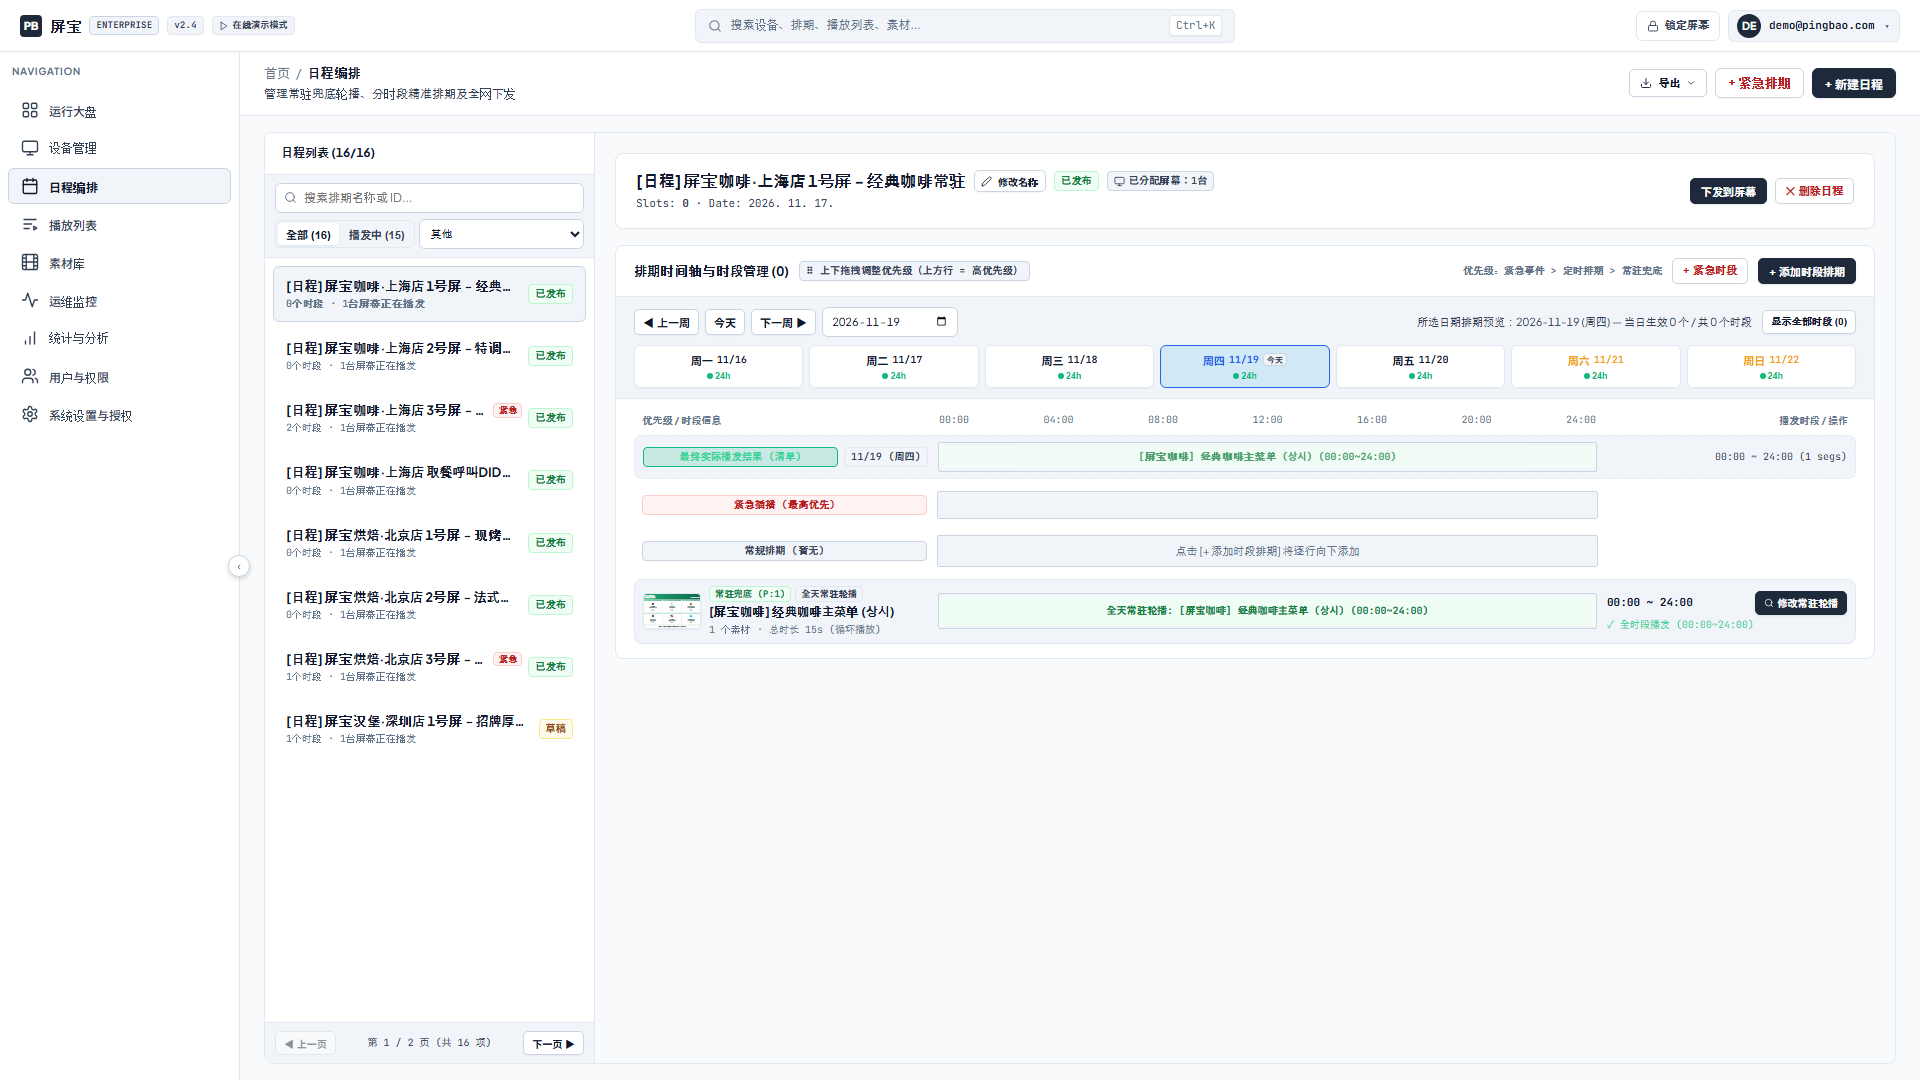 PB 屏宝 ENTERPRISE v2.4 ▷ 在线演示模式
搜索设备、排期、播放列表、素材... Ctrl+K
锁定屏幕
DE demo@pingbao.com
NAVIGATION
运行大盘
设备管理
日程编排
播放列表
素材库
运维监控
统计与分析
用户与权限
系统设置与授权
首页 / 日程编排
管理常驻兜底轮播、分时段精准排期及全网下发
导出
+ 紧急排期
+ 新建日程
日程列表 (16/16)
搜索排期名称或 ID...
全部 (16) 播发中 (15) 其他
[日程] 屏宝咖啡·上海店 1号屏 – 经典... 已发布
0个时段 · 1台屏幕正在播发
[日程] 屏宝咖啡·上海店 2号屏 – 特调... 已发布
0个时段 · 1台屏幕正在播发
[日程] 屏宝咖啡·上海店 3号屏 – ... 紧急 已发布
2个时段 · 1台屏幕正在播发
[日程] 屏宝咖啡·上海店 取餐呼叫DID... 已发布
0个时段 · 1台屏幕正在播发
[日程] 屏宝烘焙·北京店 1号屏 – 现烤... 已发布
0个时段 · 1台屏幕正在播发
[日程] 屏宝烘焙·北京店 2号屏 – 法式... 已发布
0个时段 · 1台屏幕正在播发
[日程] 屏宝烘焙·北京店 3号屏 – ... 紧急 已发布
1个时段 · 1台屏幕正在播发
[日程] 屏宝汉堡·深圳店 1号屏 – 招牌厚... 草稿
1个时段 · 1台屏幕正在播发
◀ 上一页 第 1 / 2 页 (共 16 项) 下一页 ▶
[日程] 屏宝咖啡·上海店 1号屏 – 经典咖啡常驻 修改名称 已发布 已分配屏幕：1台
Slots: 0 · Date: 2026. 11. 17.
下发到屏幕 删除日程
排期时间轴与时段管理 (0) ⠿ 上下拖拽调整优先级 (上方行 = 高优先级)
优先级: 紧急事件 > 定时排期 > 常驻兜底 + 紧急时段 + 添加时段排期
◀ 上一周 今天 下一周 ▶ 2026-11-19
所选日期排期预览：2026-11-19 (周四) — 当日生效 0 个 / 共 0 个时段 显示全部时段 (0)
周一 11/16 周二 11/17 周三 11/18 周四 11/19 今天 周五 11/20 周六 11/21 周日 11/22
24h 24h 24h 24h 24h 24h 24h
优先级 / 时段信息 00:00 04:00 08:00 12:00 16:00 20:00 24:00 播发时段 / 操作
最终实际播发结果 (清单) 11/19 (周四) [屏宝咖啡] 经典咖啡主菜单 (상시) (00:00~24:00) 00:00 ~ 24:00 (1 segs)
紧急插播 (最高优先)
常规排期 (暂无) 点击 [+ 添加时段排期] 将逐行向下添加
常驻兜底 (P:1) 全天常驻轮播
[屏宝咖啡] 经典咖啡主菜单 (상시)
1 个素材 · 总时长 15s (循环播放)
全天常驻轮播: [屏宝咖啡] 经典咖啡主菜单 (상시) (00:00~24:00)
00:00 ~ 24:00
✓ 全时段播发 (00:00~24:00)
修改常驻轮播